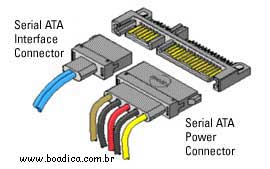 Serial ATA
Interface
Connector
Serial ATA
Power
Connector
www.boadica.com.br